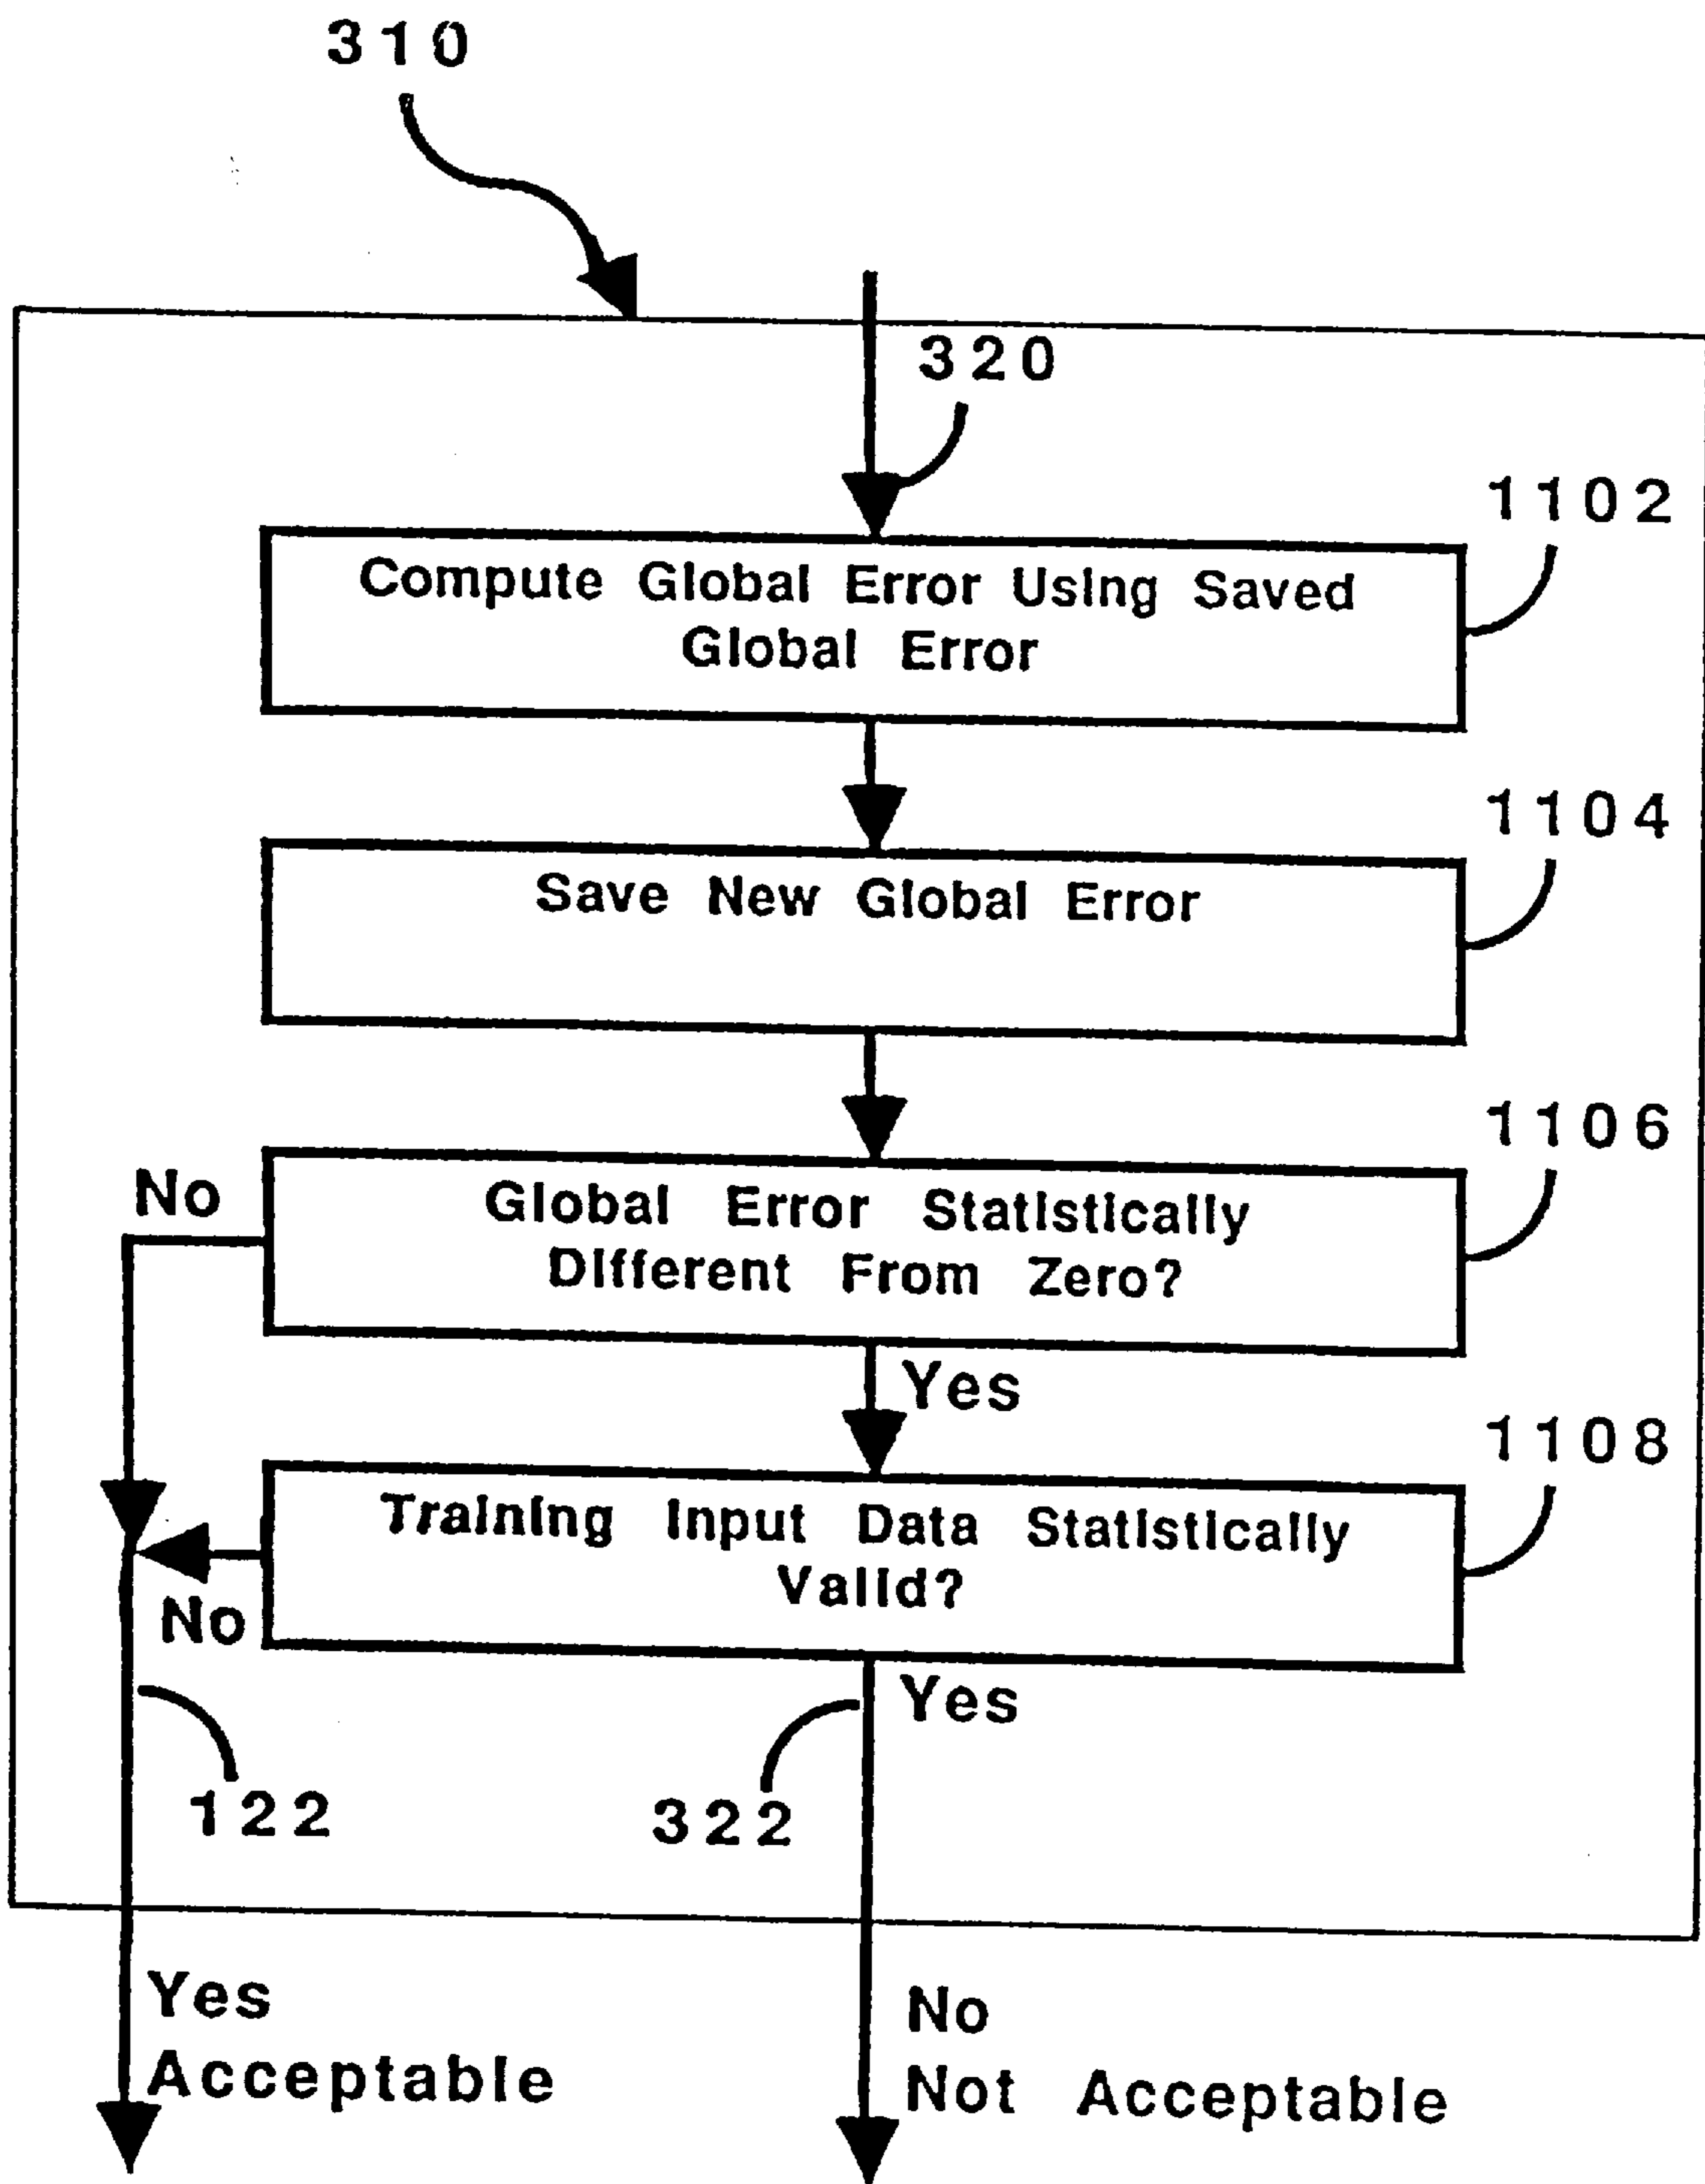 310
320
1102
Compute Global Error Using Saved
Global Error
1104
Save New Global Error
1106
No
Global Error Statistically
Different From Zero?
Yes
1108
Training Input Data Statistically
Valid?
No
Yes
122
322
Yes
Acceptable
No
Not Acceptable